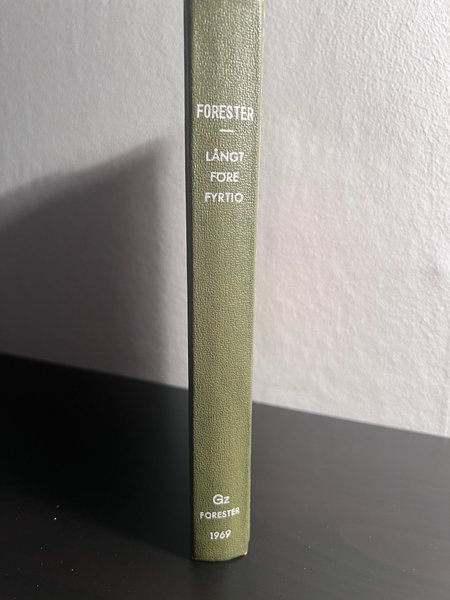 FORESTER
LÅNGT
FÖRE
FYRTIO
Gz
FORESTER
1969